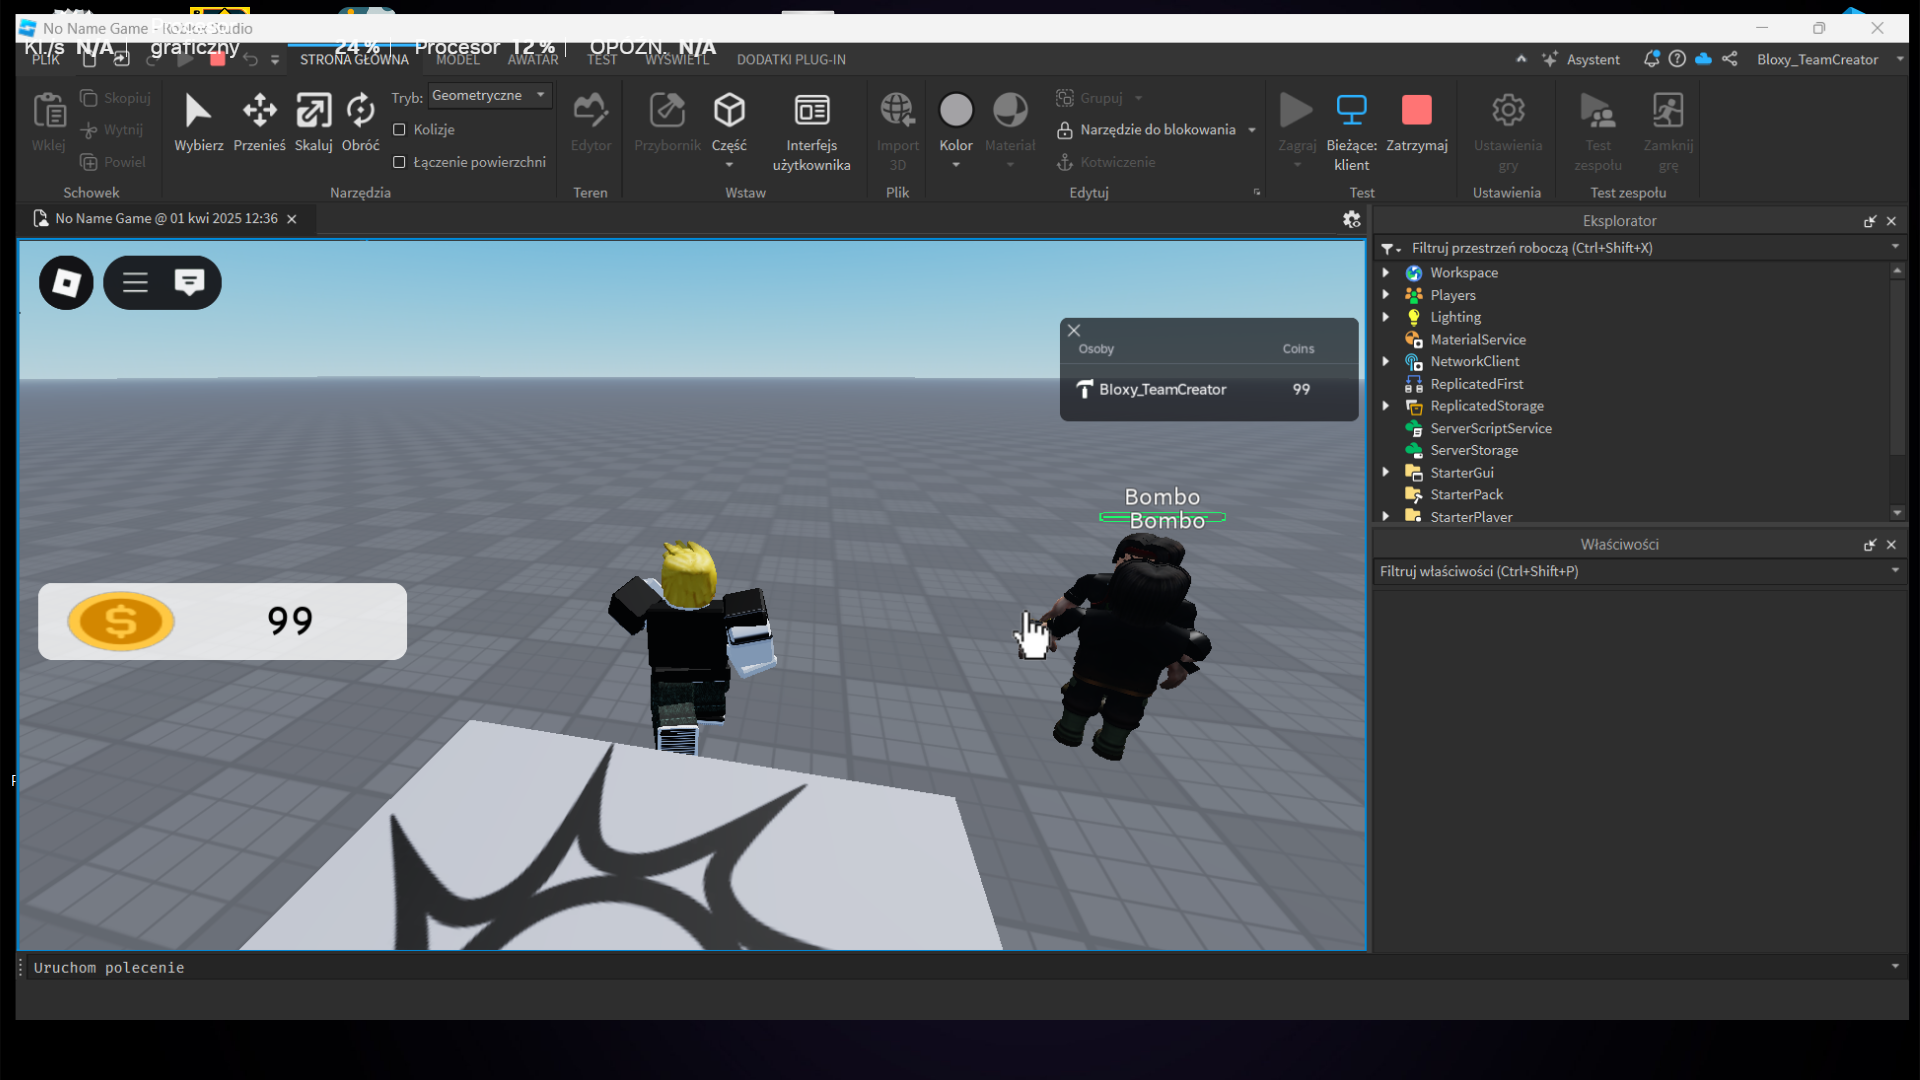 No Name Game - Roblox Studio
Kl./s N/A
graficzny 24 % | Procesor 12 % | OPÓŹN. N/A
PLIK
STRONA GŁÓWNA
MODEL
AWATAR
TEST
WYŚWIETL
DODATKI PLUG-IN
Asystent
Bloxy_TeamCreator
Wklej
Skopiuj
Wytnij
Powiel
Schowek
Wybierz
Przenieś
Skaluj
Obróć
Tryb: Geometryczne
Kolizje
Łączenie powierzchni
Narzędzia
Edytor
Teren
Przybornik
Część
Interfejs
użytkownika
Wstaw
Import
3D
Plik
Kolor
Materiał
Grupuj
Narzędzie do blokowania
Kotwiczenie
Edytuj
Zagraj
Bieżące:
klient
Zatrzymaj
Test
Ustawienia
gry
Ustawienia
Test
zespołu
Zamknij
grę
Test zespołu
No Name Game @ 01 kwi 2025 12:36
Osoby Coins
Bloxy_TeamCreator 99
Bombo
Bombo
$ 99
Eksplorator
Filtruj przestrzeń roboczą (Ctrl+Shift+X)
Workspace
Players
Lighting
MaterialService
NetworkClient
ReplicatedFirst
ReplicatedStorage
ServerScriptService
ServerStorage
StarterGui
StarterPack
StarterPlayer
Właściwości
Filtruj właściwości (Ctrl+Shift+P)
Uruchom polecenie